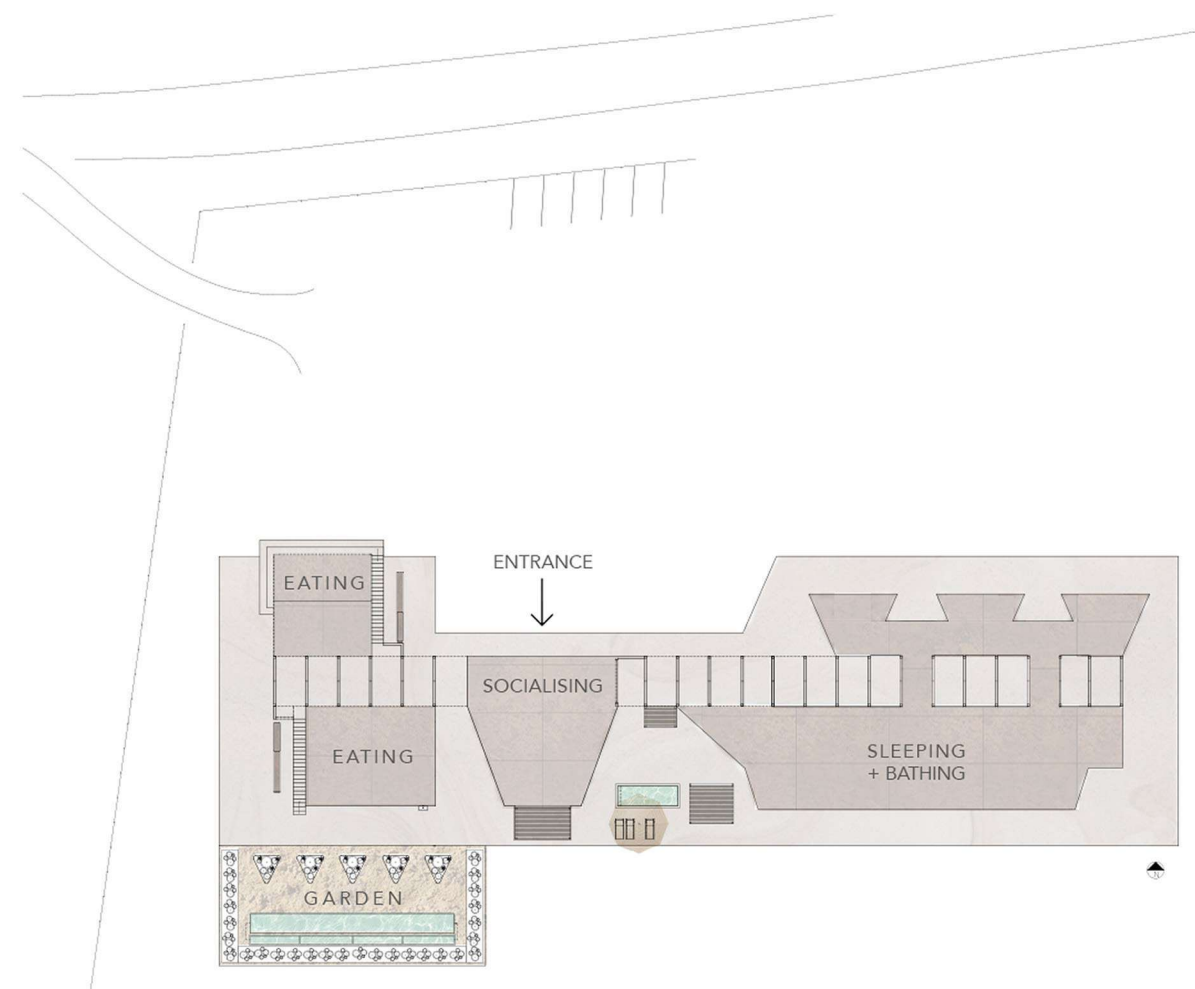 ENTRANCE
EATING
SOCIALISING
EATING
SLEEPING
+ BATHING
GARDEN
N